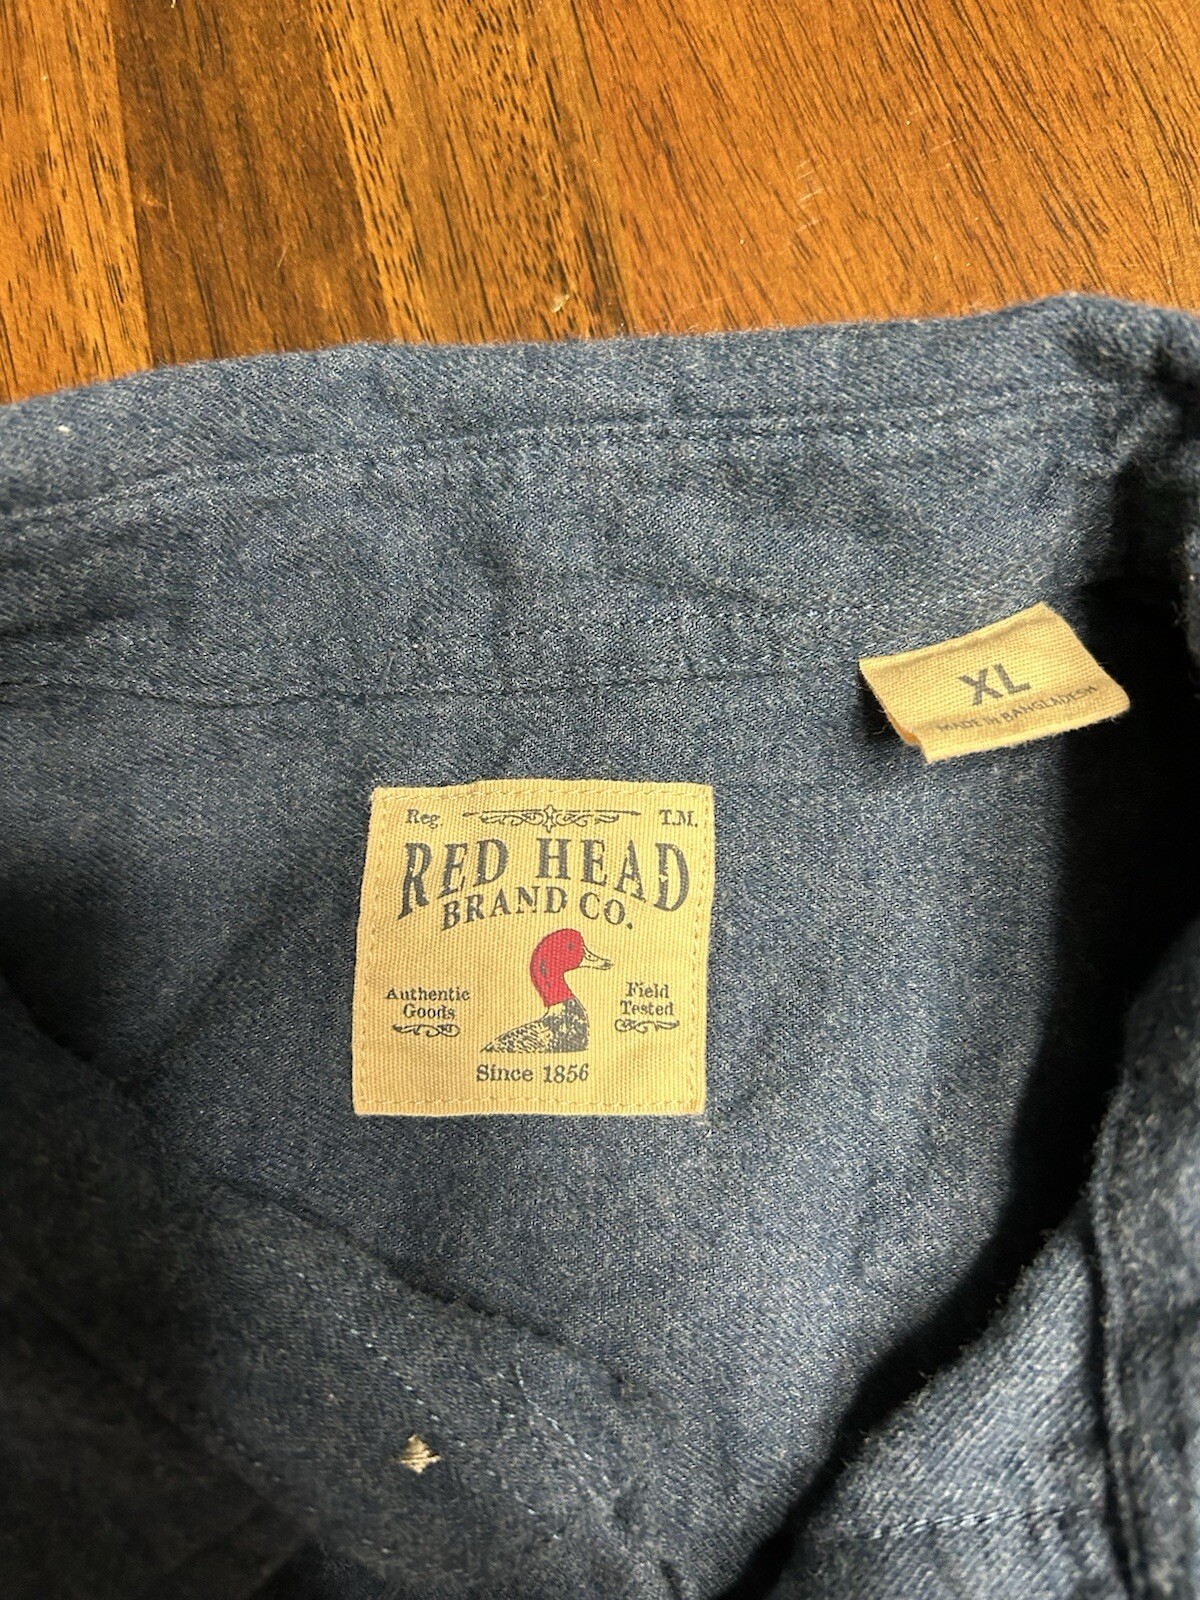 XL
MADE IN BANGLADESH
Reg. T.M.
RED HEAD
BRAND CO.
Authentic
Goods
Field
Tested
Since 1856